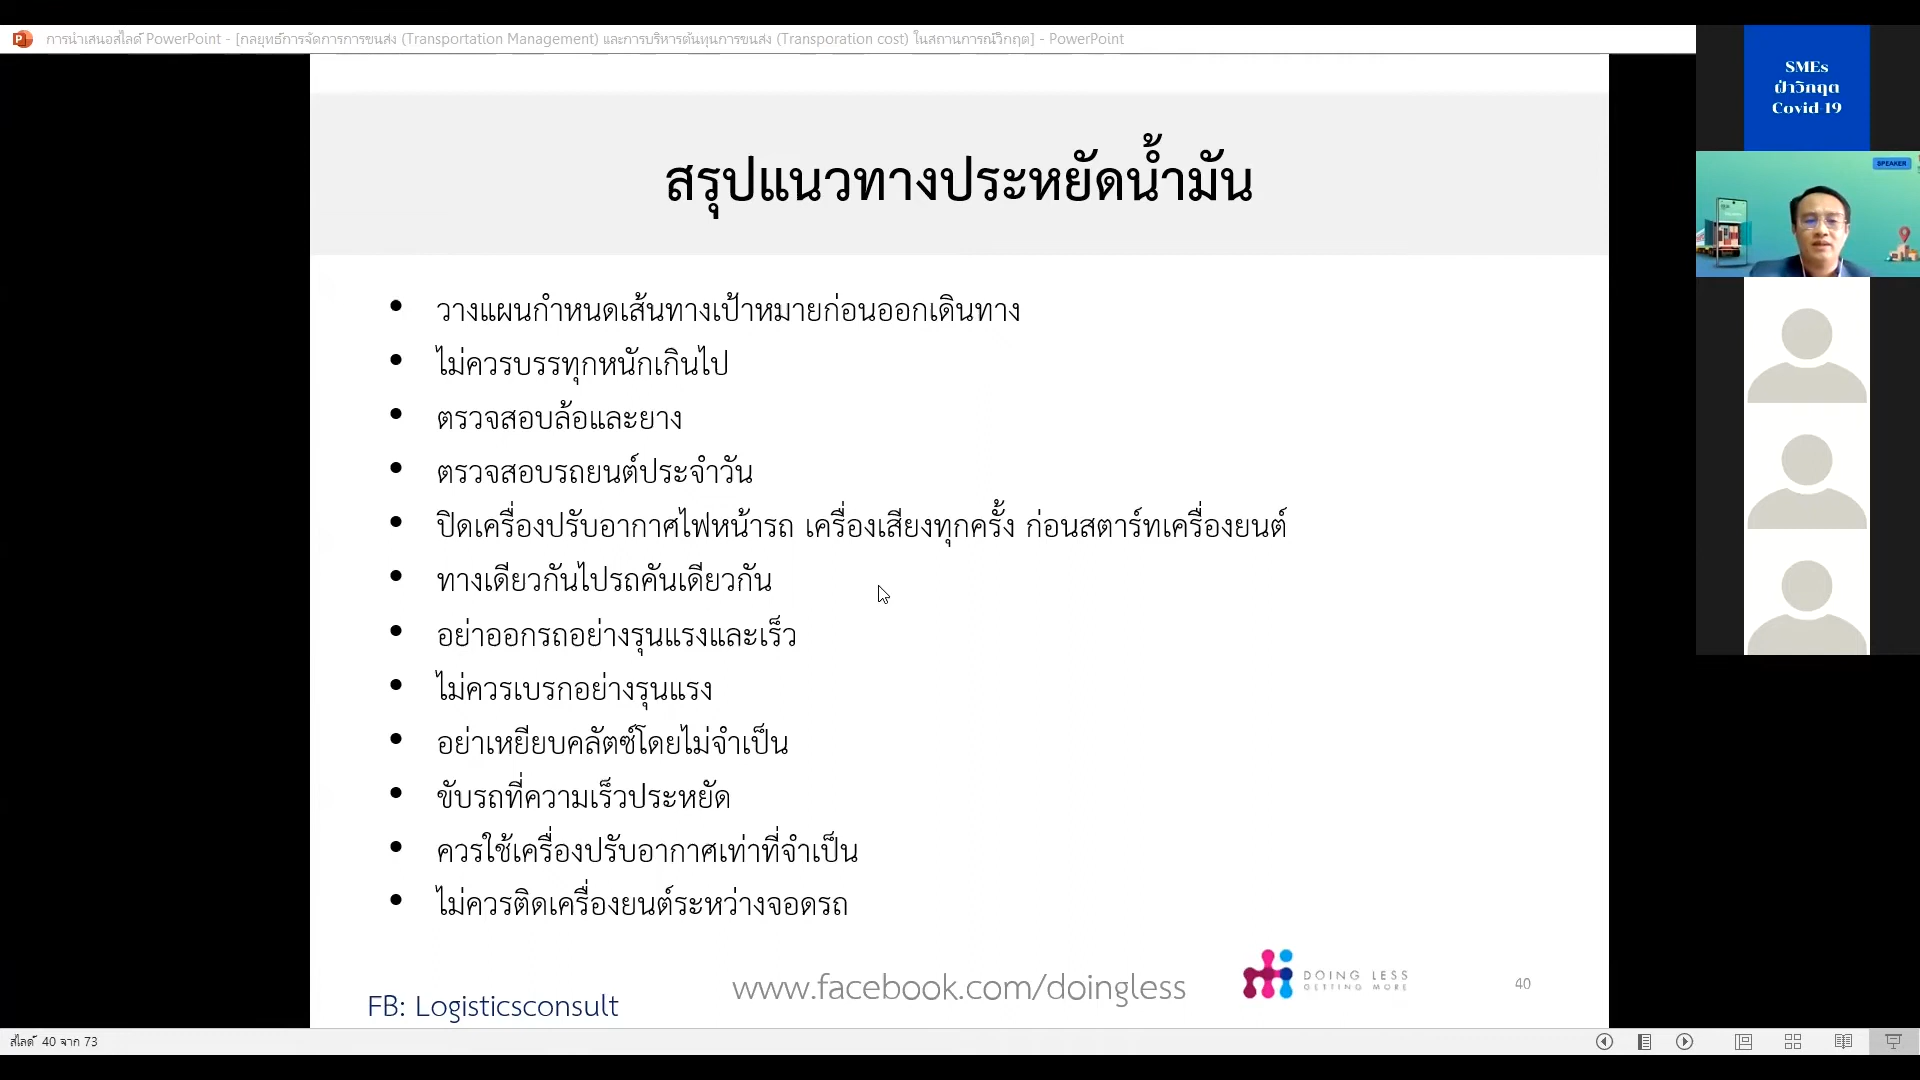 การนำเสนอสไลด์ PowerPoint - [กลยุทธ์การจัดการการขนส่ง (Transportation Management) และการบริหารต้นทุนการขนส่ง (Transporation cost) ในสถานการณ์วิกฤต] - PowerPoint
SMEs
ฝ่าวิกฤต
Covid-19
SPEAKER
สรุปแนวทางประหยัดน้ำมัน
• วางแผนกำหนดเส้นทางเป้าหมายก่อนออกเดินทาง
• ไม่ควรบรรทุกหนักเกินไป
• ตรวจสอบล้อและยาง
• ตรวจสอบรถยนต์ประจำวัน
• ปิดเครื่องปรับอากาศไฟหน้ารถ เครื่องเสียงทุกครั้ง ก่อนสตาร์ทเครื่องยนต์
• ทางเดียวกันไปรถคันเดียวกัน
• อย่าออกรถอย่างรุนแรงและเร็ว
• ไม่ควรเบรกอย่างรุนแรง
• อย่าเหยียบคลัตซ์โดยไม่จำเป็น
• ขับรถที่ความเร็วประหยัด
• ควรใช้เครื่องปรับอากาศเท่าที่จำเป็น
• ไม่ควรติดเครื่องยนต์ระหว่างจอดรถ
FB: Logisticsconsult
www.facebook.com/doingless
DOING LESS
GETTING MORE
40
สไลด์ 40 จาก 73